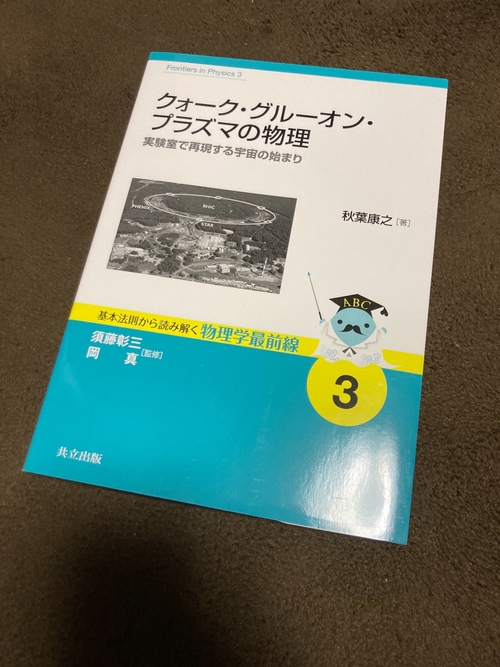 Frontiers in Physics 3
クォーク・グルーオン・
プラズマの物理
実験室で再現する宇宙の始まり
PHENIX
RHIC
STAR
秋葉康之［著］
ABC
基本法則から読み解く物理学最前線
須藤彰三
岡 真［監修］
3
共立出版